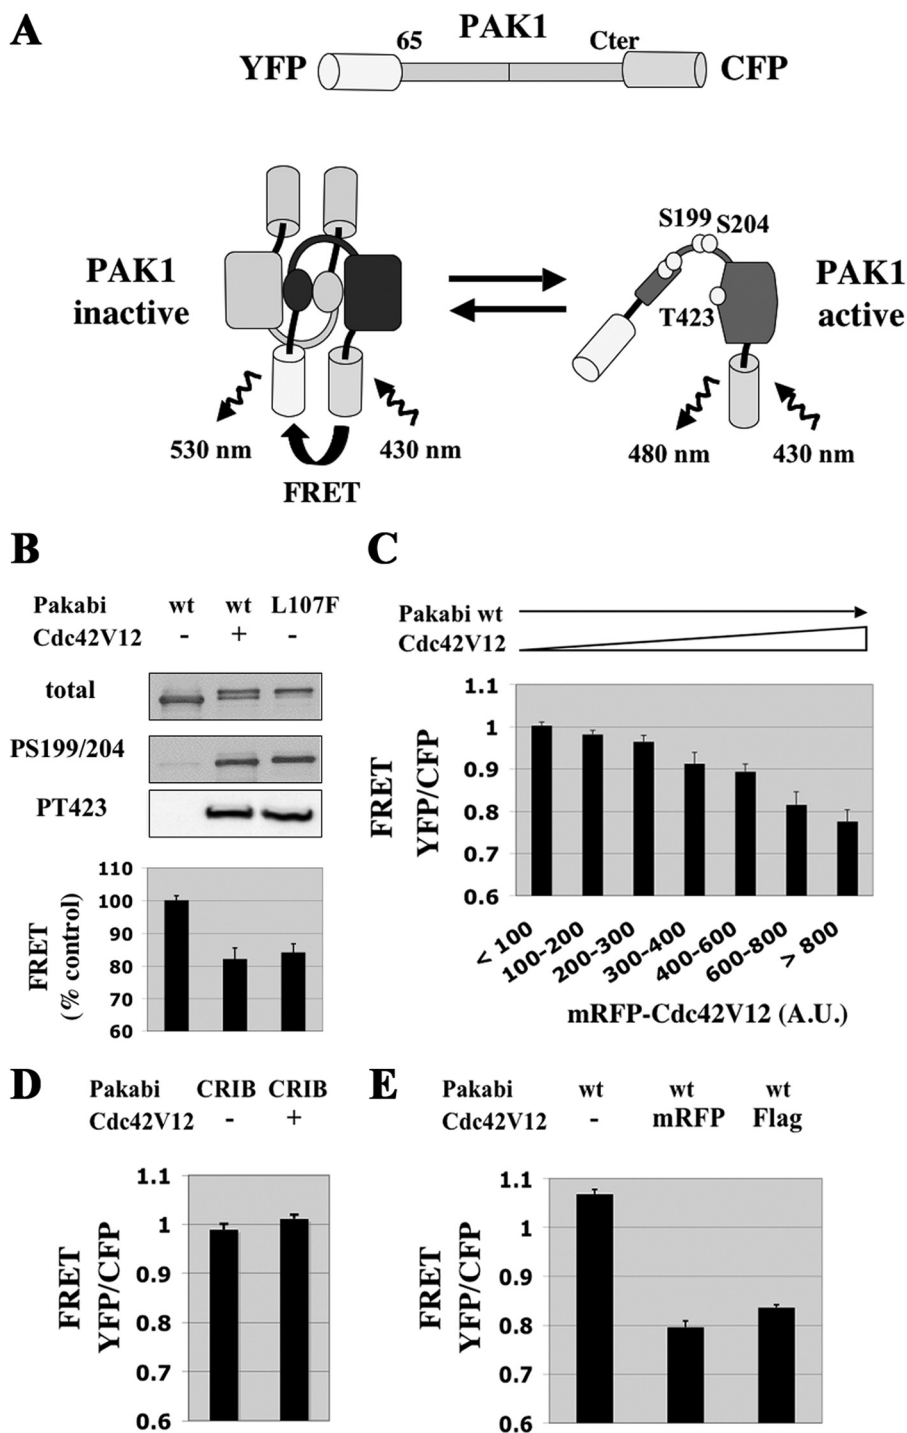 A
65 PAK1 Cter
YFP CFP
S199 S204
PAK1 inactive
T423
PAK1 active
530 nm 430 nm
FRET
480 nm 430 nm
B
Pakabi wt wt L107F
Cdc42V12 - + -
total
PS199/204
PT423
FRET (% control)
110
100
90
80
70
60
C
Pakabi wt
Cdc42V12
FRET YFP/CFP
1.1
1
0.9
0.8
0.7
0.6
< 100
100-200
200-300
300-400
400-600
600-800
> 800
mRFP-Cdc42V12 (A.U.)
D
Pakabi CRIB CRIB
Cdc42V12 - +
FRET YFP/CFP
1.1
1
0.9
0.8
0.7
0.6
E
Pakabi wt wt wt
Cdc42V12 - mRFP Flag
FRET YFP/CFP
1.1
1
0.9
0.8
0.7
0.6